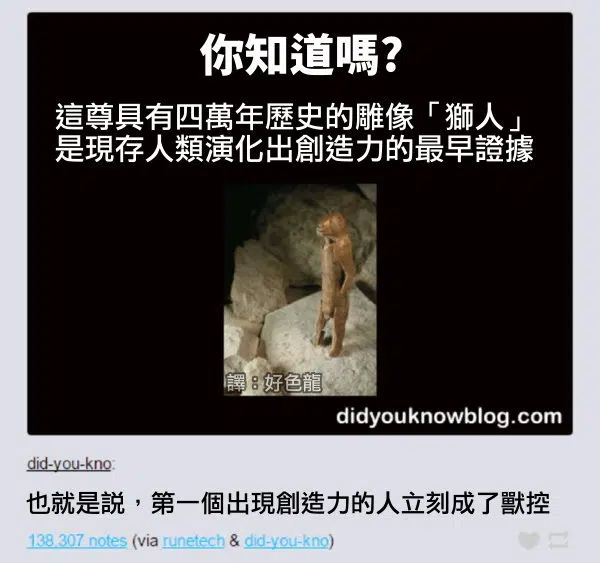 你知道嗎?
這尊具有四萬年歷史的雕像「獅人」
是現存人類演化出創造力的最早證據
譯:好色龍
didyouknowblog.com
did-you-kno:
也就是説,第一個出現創造力的人立刻成了獸控
138,307 notes (via runetech & did-you-kno)